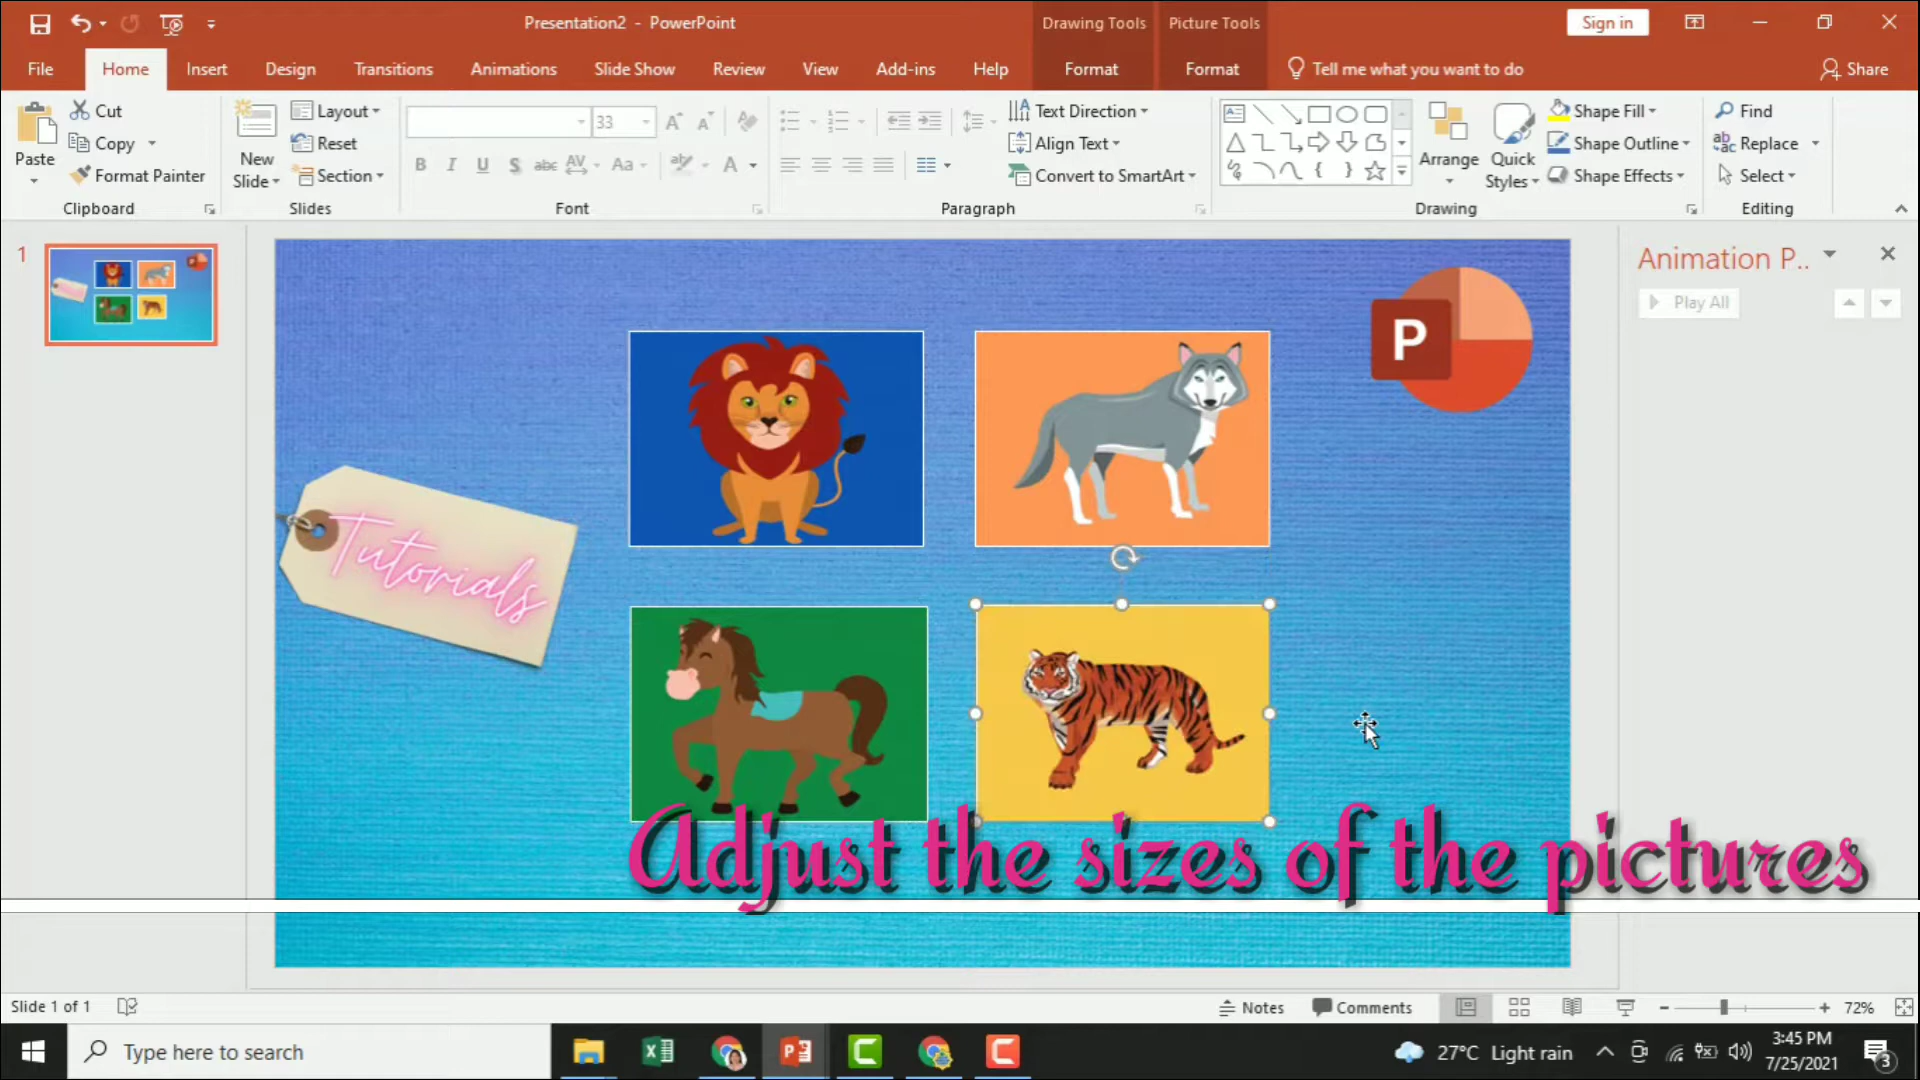 Presentation2 - PowerPoint
Drawing Tools
Picture Tools
Sign in
File
Home
Insert
Design
Transitions
Animations
Slide Show
Review
View
Add-ins
Help
Format
Format
Tell me what you want to do
Share
Paste
Cut
Copy
Format Painter
Clipboard
New
Slide
Layout
Reset
Section
Slides
33
B I U S abc AV Aa A
Font
Text Direction
Align Text
Convert to SmartArt
Paragraph
Arrange
Quick
Styles
Shape Fill
Shape Outline
Shape Effects
Drawing
Find
Replace
Select
Editing
1
Animation P..
Play All
P
Tutorials
Adjust the sizes of the pictures
Slide 1 of 1
Notes
Comments
72%
Type here to search
27°C Light rain
3:45 PM
7/25/2021
3